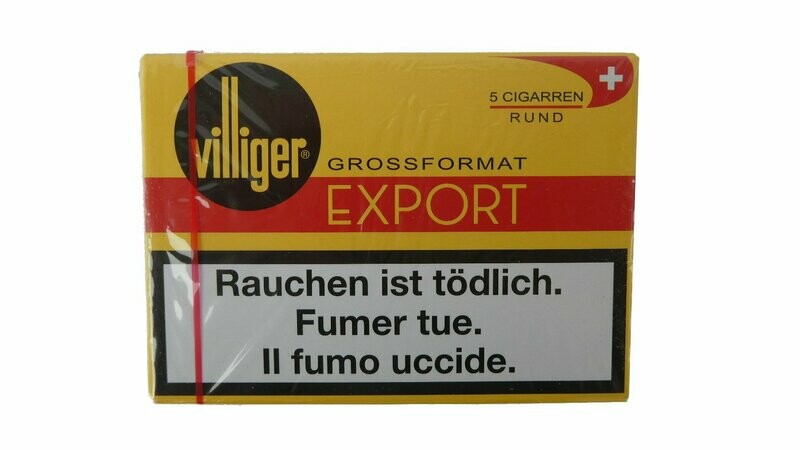 villiger®
5 CIGARREN
RUND
GROSSFORMAT
EXPORT
Rauchen ist tödlich.
Fumer tue.
Il fumo uccide.